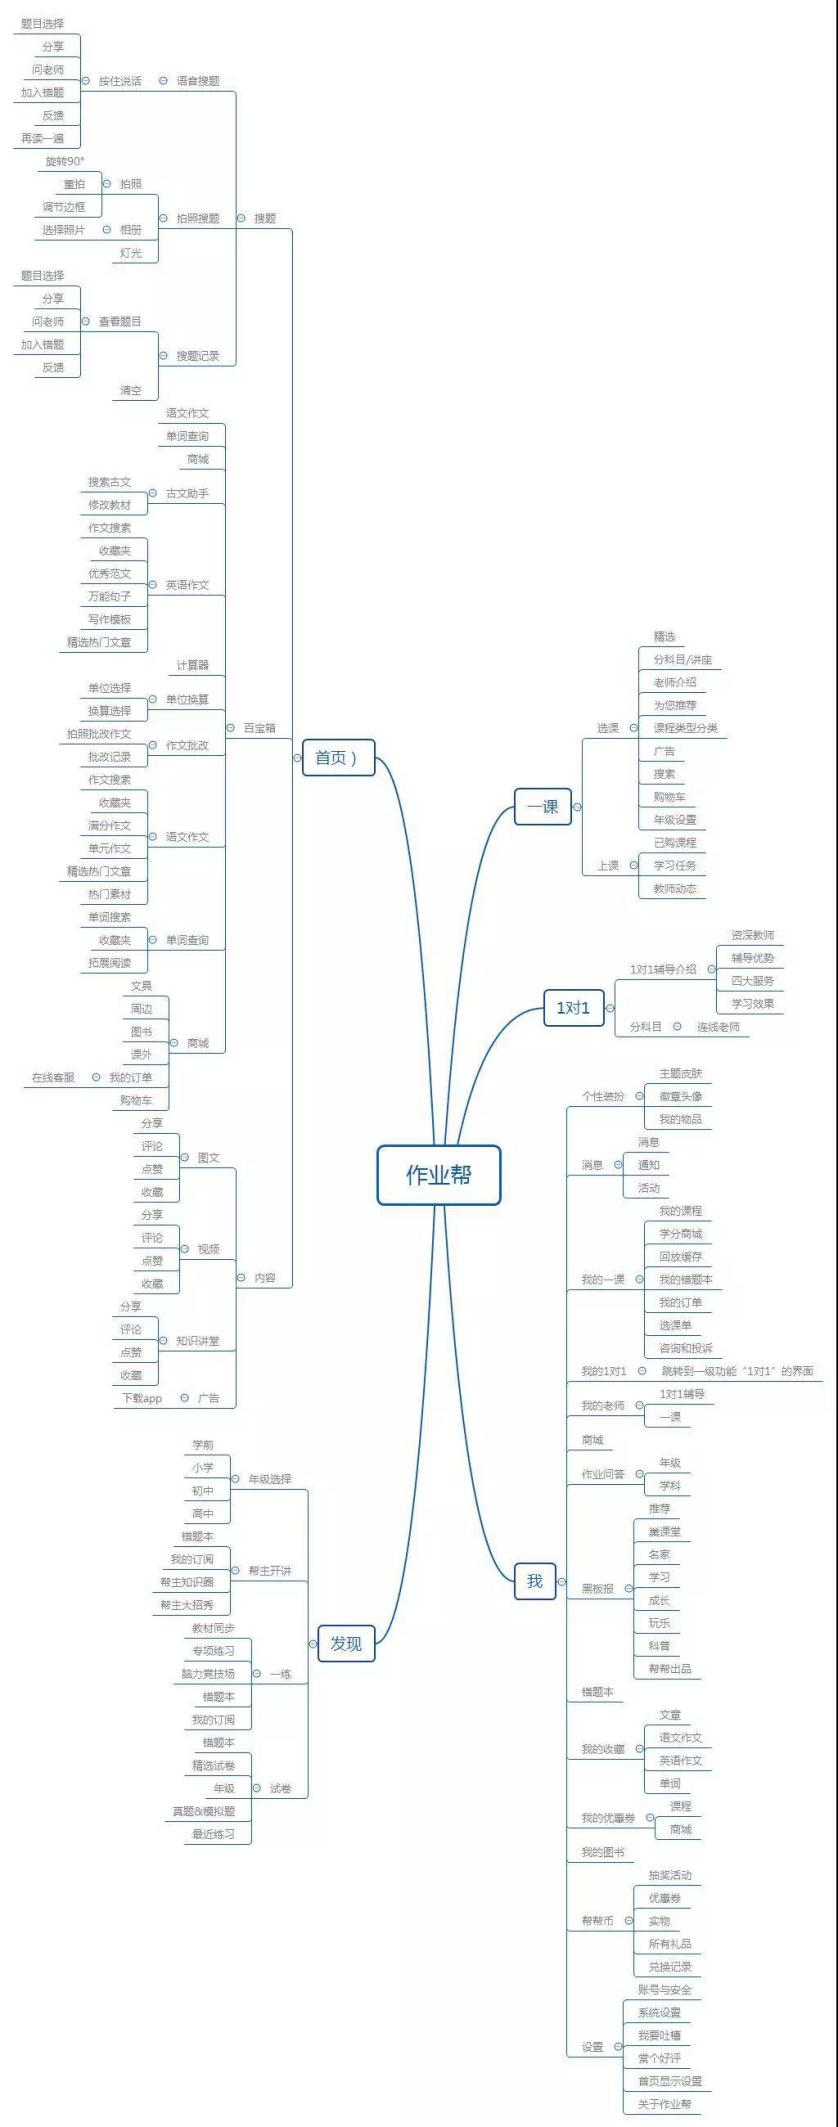 作业帮
首页）
搜题
语音搜题
按住说话
题目选择
分享
问老师
加入错题
反馈
再读一遍
拍照搜题
拍照
旋转90°
重拍
调节边框
相册
选择照片
灯光
搜题记录
查看题目
题目选择
分享
问老师
加入错题
反馈
清空
百宝箱
语文作文
单词查询
商城
古文助手
搜索古文
修改教材
英语作文
作文搜素
收藏夹
优秀范文
万能句子
写作模板
精选热门文章
计算器
单位换算
单位选择
换算选择
作文批改
拍照批改作文
批改记录
语文作文
作文搜索
收藏夹
满分作文
单元作文
精选热门文章
热门素材
单词查询
单词搜索
收藏夹
拓展阅读
商城
文具
周边
图书
课外
我的订单
在线客服
购物车
内容
图文
分享
评论
点赞
收藏
视频
分享
评论
点赞
收藏
知识讲堂
分享
评论
点赞
收藏
广告
下载app
发现
年级选择
学前
小学
初中
高中
帮主开讲
错题本
我的订阅
帮主知识圈
帮主大招秀
一练
教材同步
专项练习
脑力竞技场
错题本
我的订阅
试卷
错题本
精选试卷
年级
真题&模拟题
最近练习
一课
选课
精选
分科目/讲座
老师介绍
为您推荐
课程类型分类
广告
搜索
购物车
年级设置
上课
已购课程
学习任务
教师动态
1对1
1对1辅导介绍
资深教师
辅导优势
四大服务
学习效果
分科目
连线老师
我
个性装扮
主题皮肤
徽章头像
我的物品
消息
消息
通知
活动
我的一课
我的课程
学分商城
回放缓存
我的错题本
我的订单
选课单
咨询和投诉
我的1对1
跳转到一级功能“1对1”的界面
我的老师
1对1辅导
一课
商城
作业问答
年级
学科
黑板报
推荐
巢课堂
名家
学习
成长
玩乐
科普
帮帮出品
错题本
我的收藏
文章
语文作文
英语作文
单词
我的优惠券
课程
商城
我的图书
帮帮币
抽奖活动
优惠券
实物
所有礼品
兑换记录
设置
账号与安全
系统设置
我要吐槽
赏个好评
首页显示设置
关于作业帮